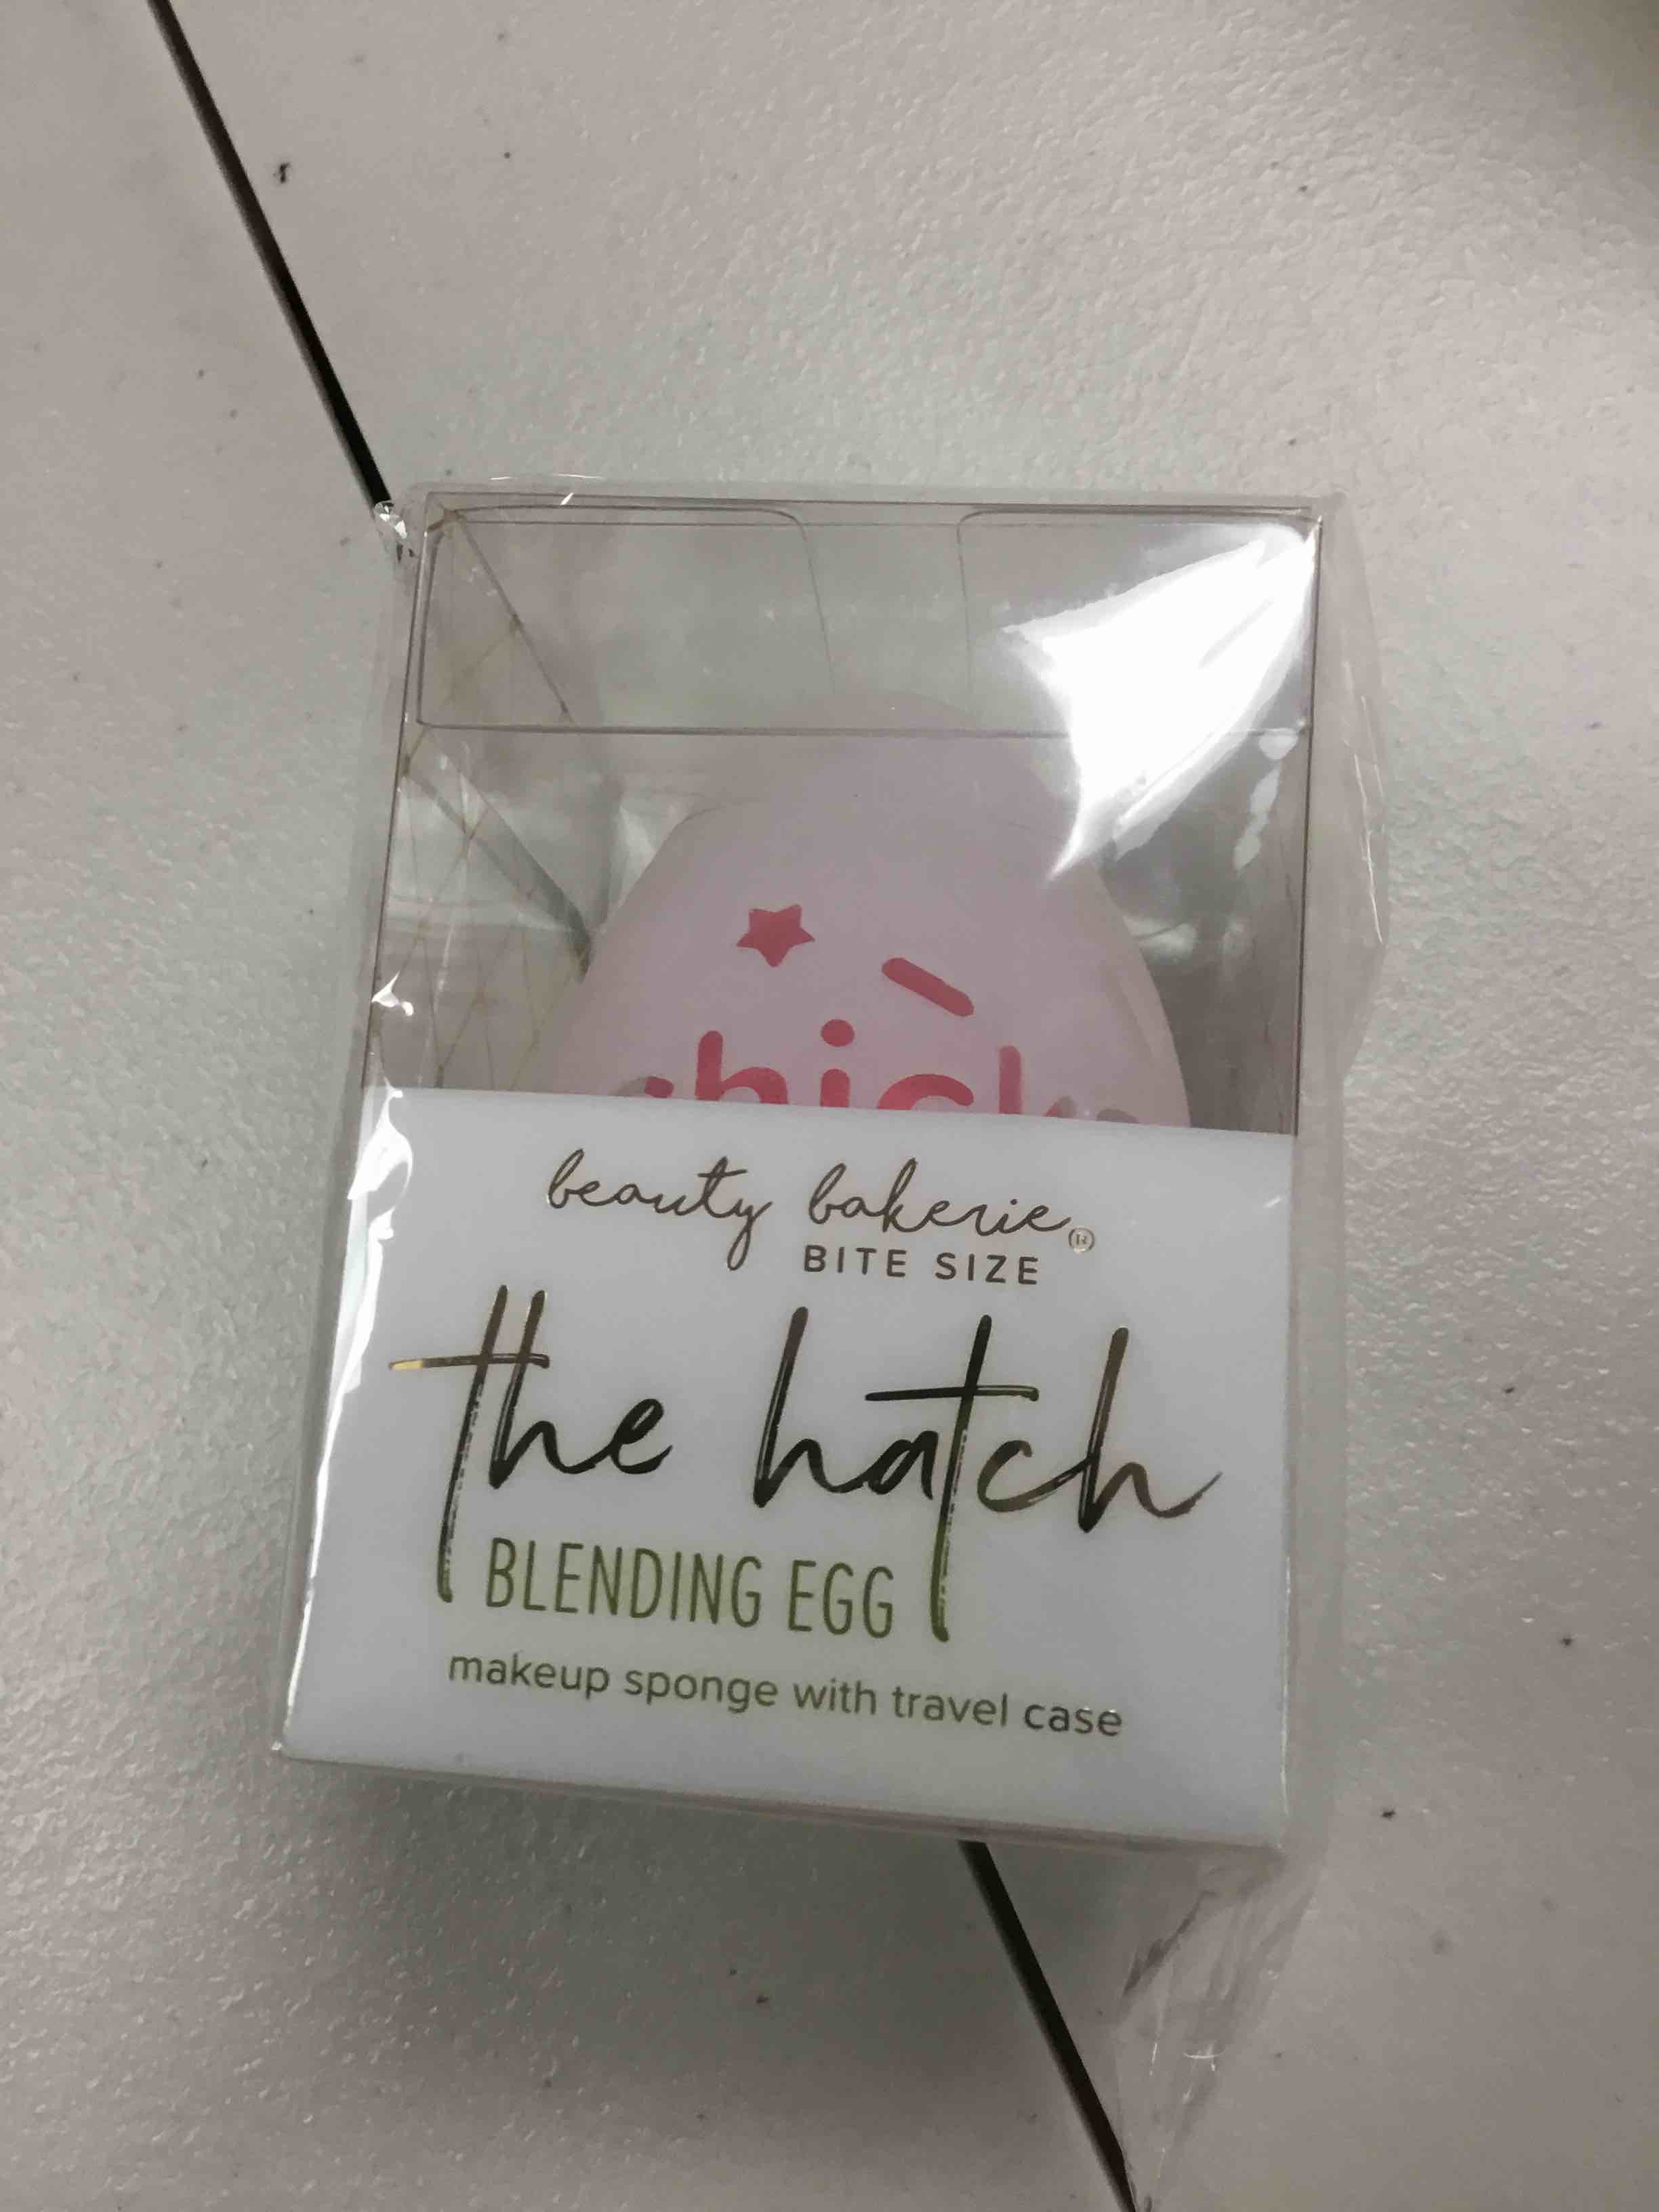 beauty bakerie®
BITE SIZE
the hatch
BLENDING EGG
makeup sponge with travel case